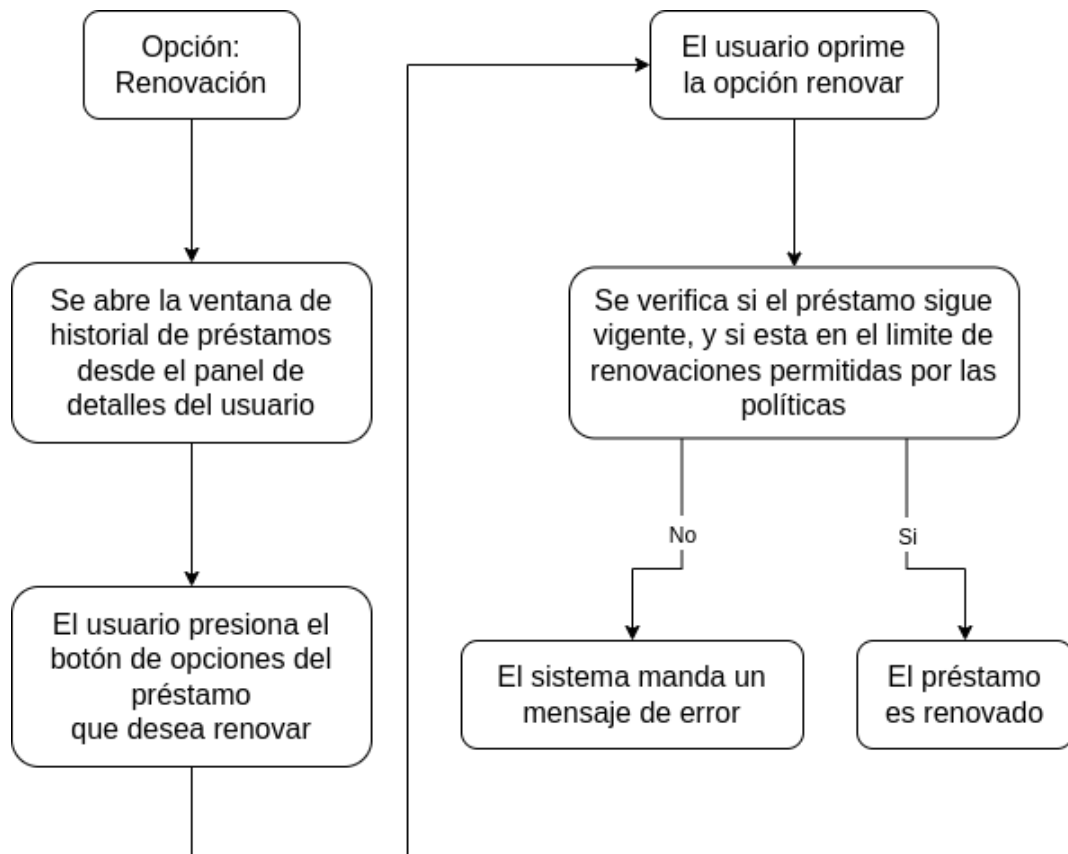 Opción:
Renovación
Se abre la ventana de
historial de préstamos
desde el panel de
detalles del usuario
El usuario presiona el
botón de opciones del
préstamo
que desea renovar
El usuario oprime
la opción renovar
Se verifica si el préstamo sigue
vigente, y si esta en el limite de
renovaciones permitidas por las
políticas
No
Si
El sistema manda un
mensaje de error
El préstamo
es renovado